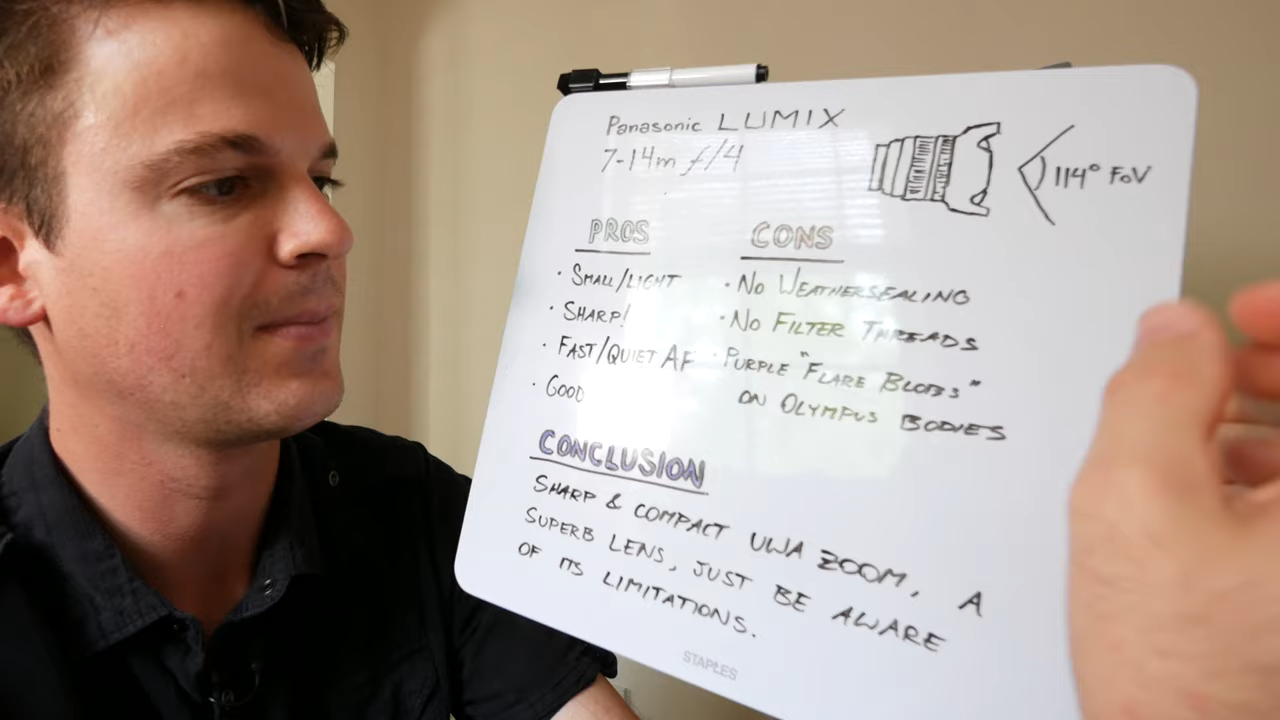 Panasonic LUMIX
7-14m f/4
114° FoV
PROS
• SMALL/LIGHT
• SHARP!
• FAST/QUIET AF
• GOOD
CONS
• NO WEATHERSEALING
• NO FILTER THREADS
• PURPLE "FLARE BLOBS"
ON OLYMPUS BODIES
CONCLUSION
SHARP & COMPACT UWA ZOOM, A
SUPERB LENS, JUST BE AWARE
OF ITS LIMITATIONS.
STAPLES